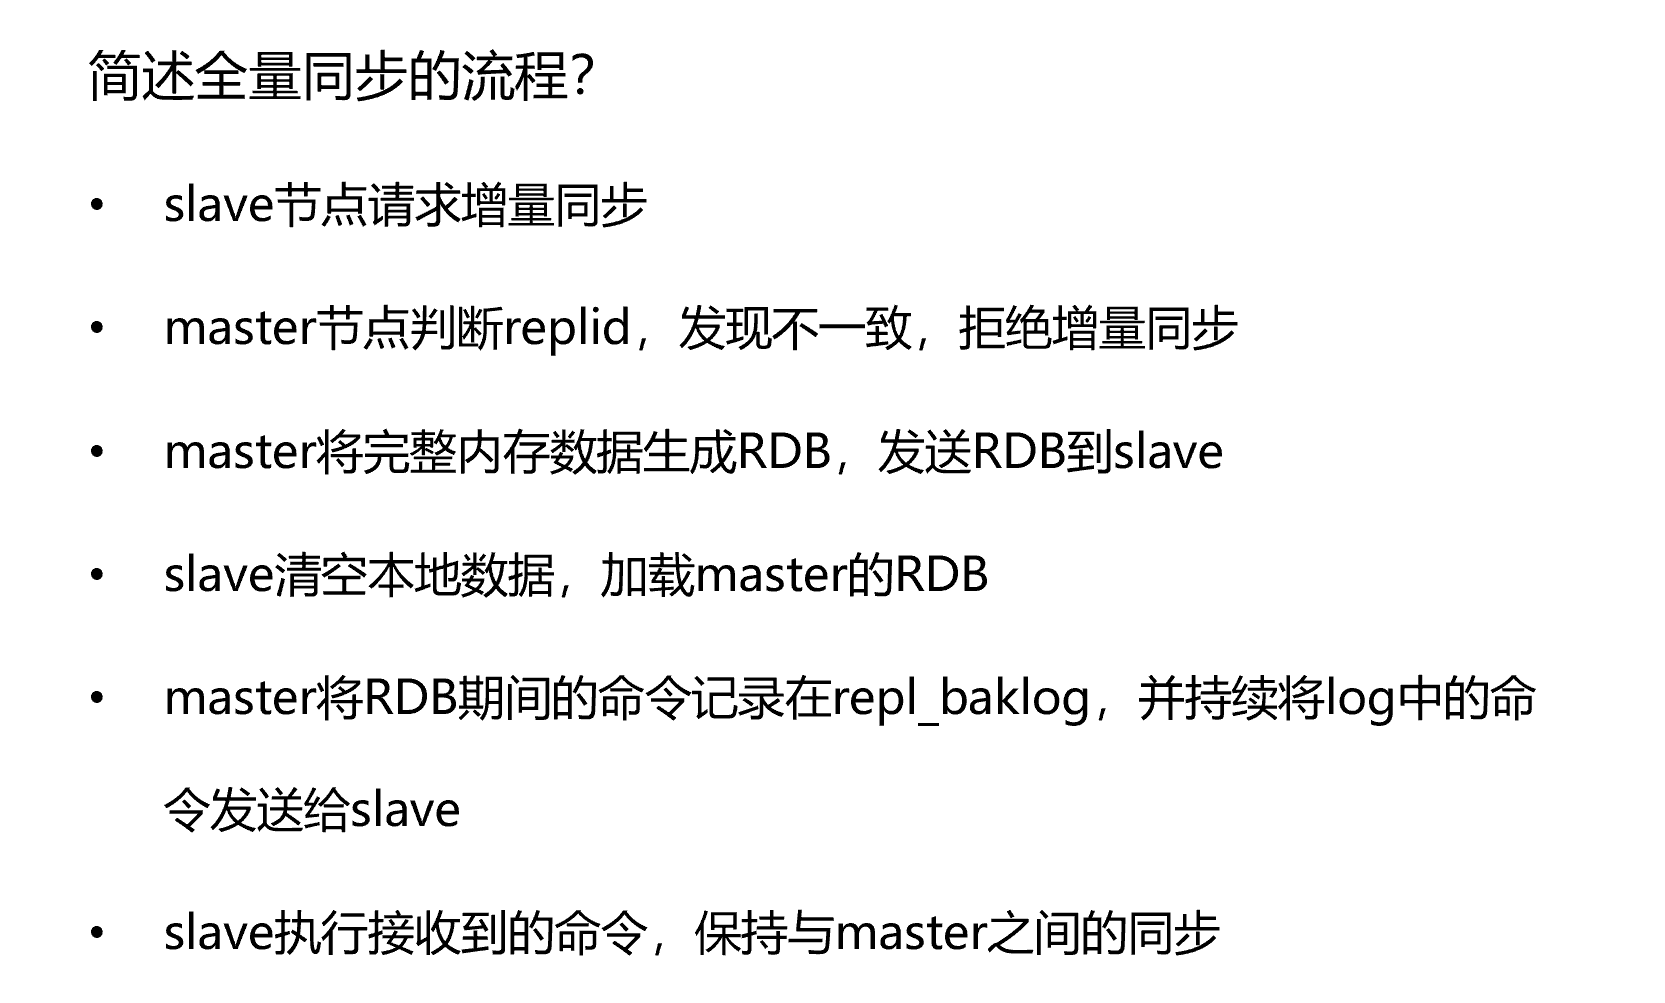 简述全量同步的流程？
• slave节点请求增量同步
• master节点判断replid，发现不一致，拒绝增量同步
• master将完整内存数据生成RDB，发送RDB到slave
• slave清空本地数据，加载master的RDB
• master将RDB期间的命令记录在repl_baklog，并持续将log中的命
令发送给slave
• slave执行接收到的命令，保持与master之间的同步